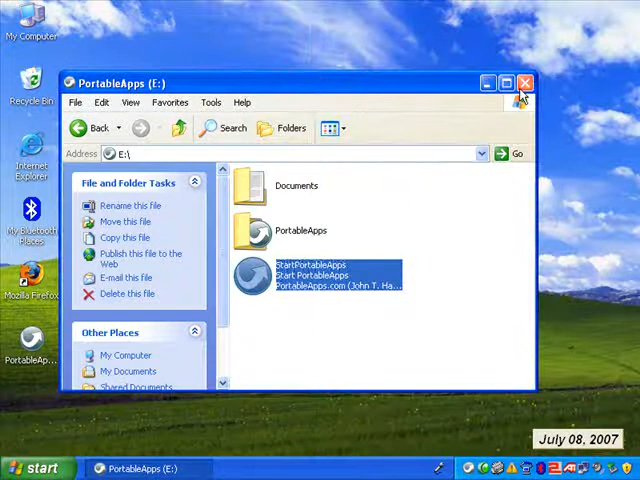 My Computer
Recycle Bin
Internet
Explorer
My Bluetooth
Places
Mozilla Firefox
PortableAp...
PortableApps (E:)
File Edit View Favorites Tools Help
Back Search Folders
Address E:\ Go
File and Folder Tasks
Rename this file
Move this file
Copy this file
Publish this file to the
Web
E-mail this file
Delete this file
Other Places
My Computer
My Documents
Shared Documents
Documents
PortableApps
StartPortableApps
Start PortableApps
PortableApps.com (John T. Ha...
July 08, 2007
start PortableApps (E:)